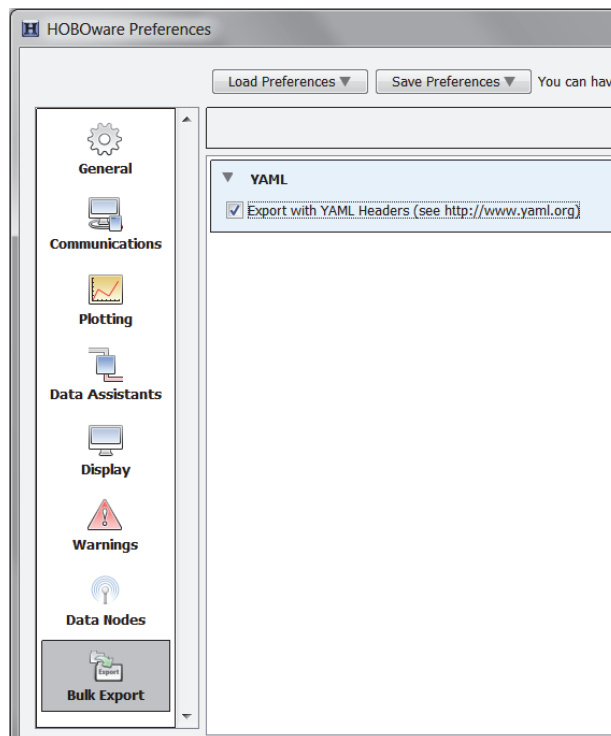 HOBOware Preferences
Load Preferences ▼ Save Preferences ▼ You can hav
General
Communications
Plotting
Data Assistants
Display
Warnings
Data Nodes
Export
Bulk Export
▼ YAML
Export with YAML Headers (see http://www.yaml.org)